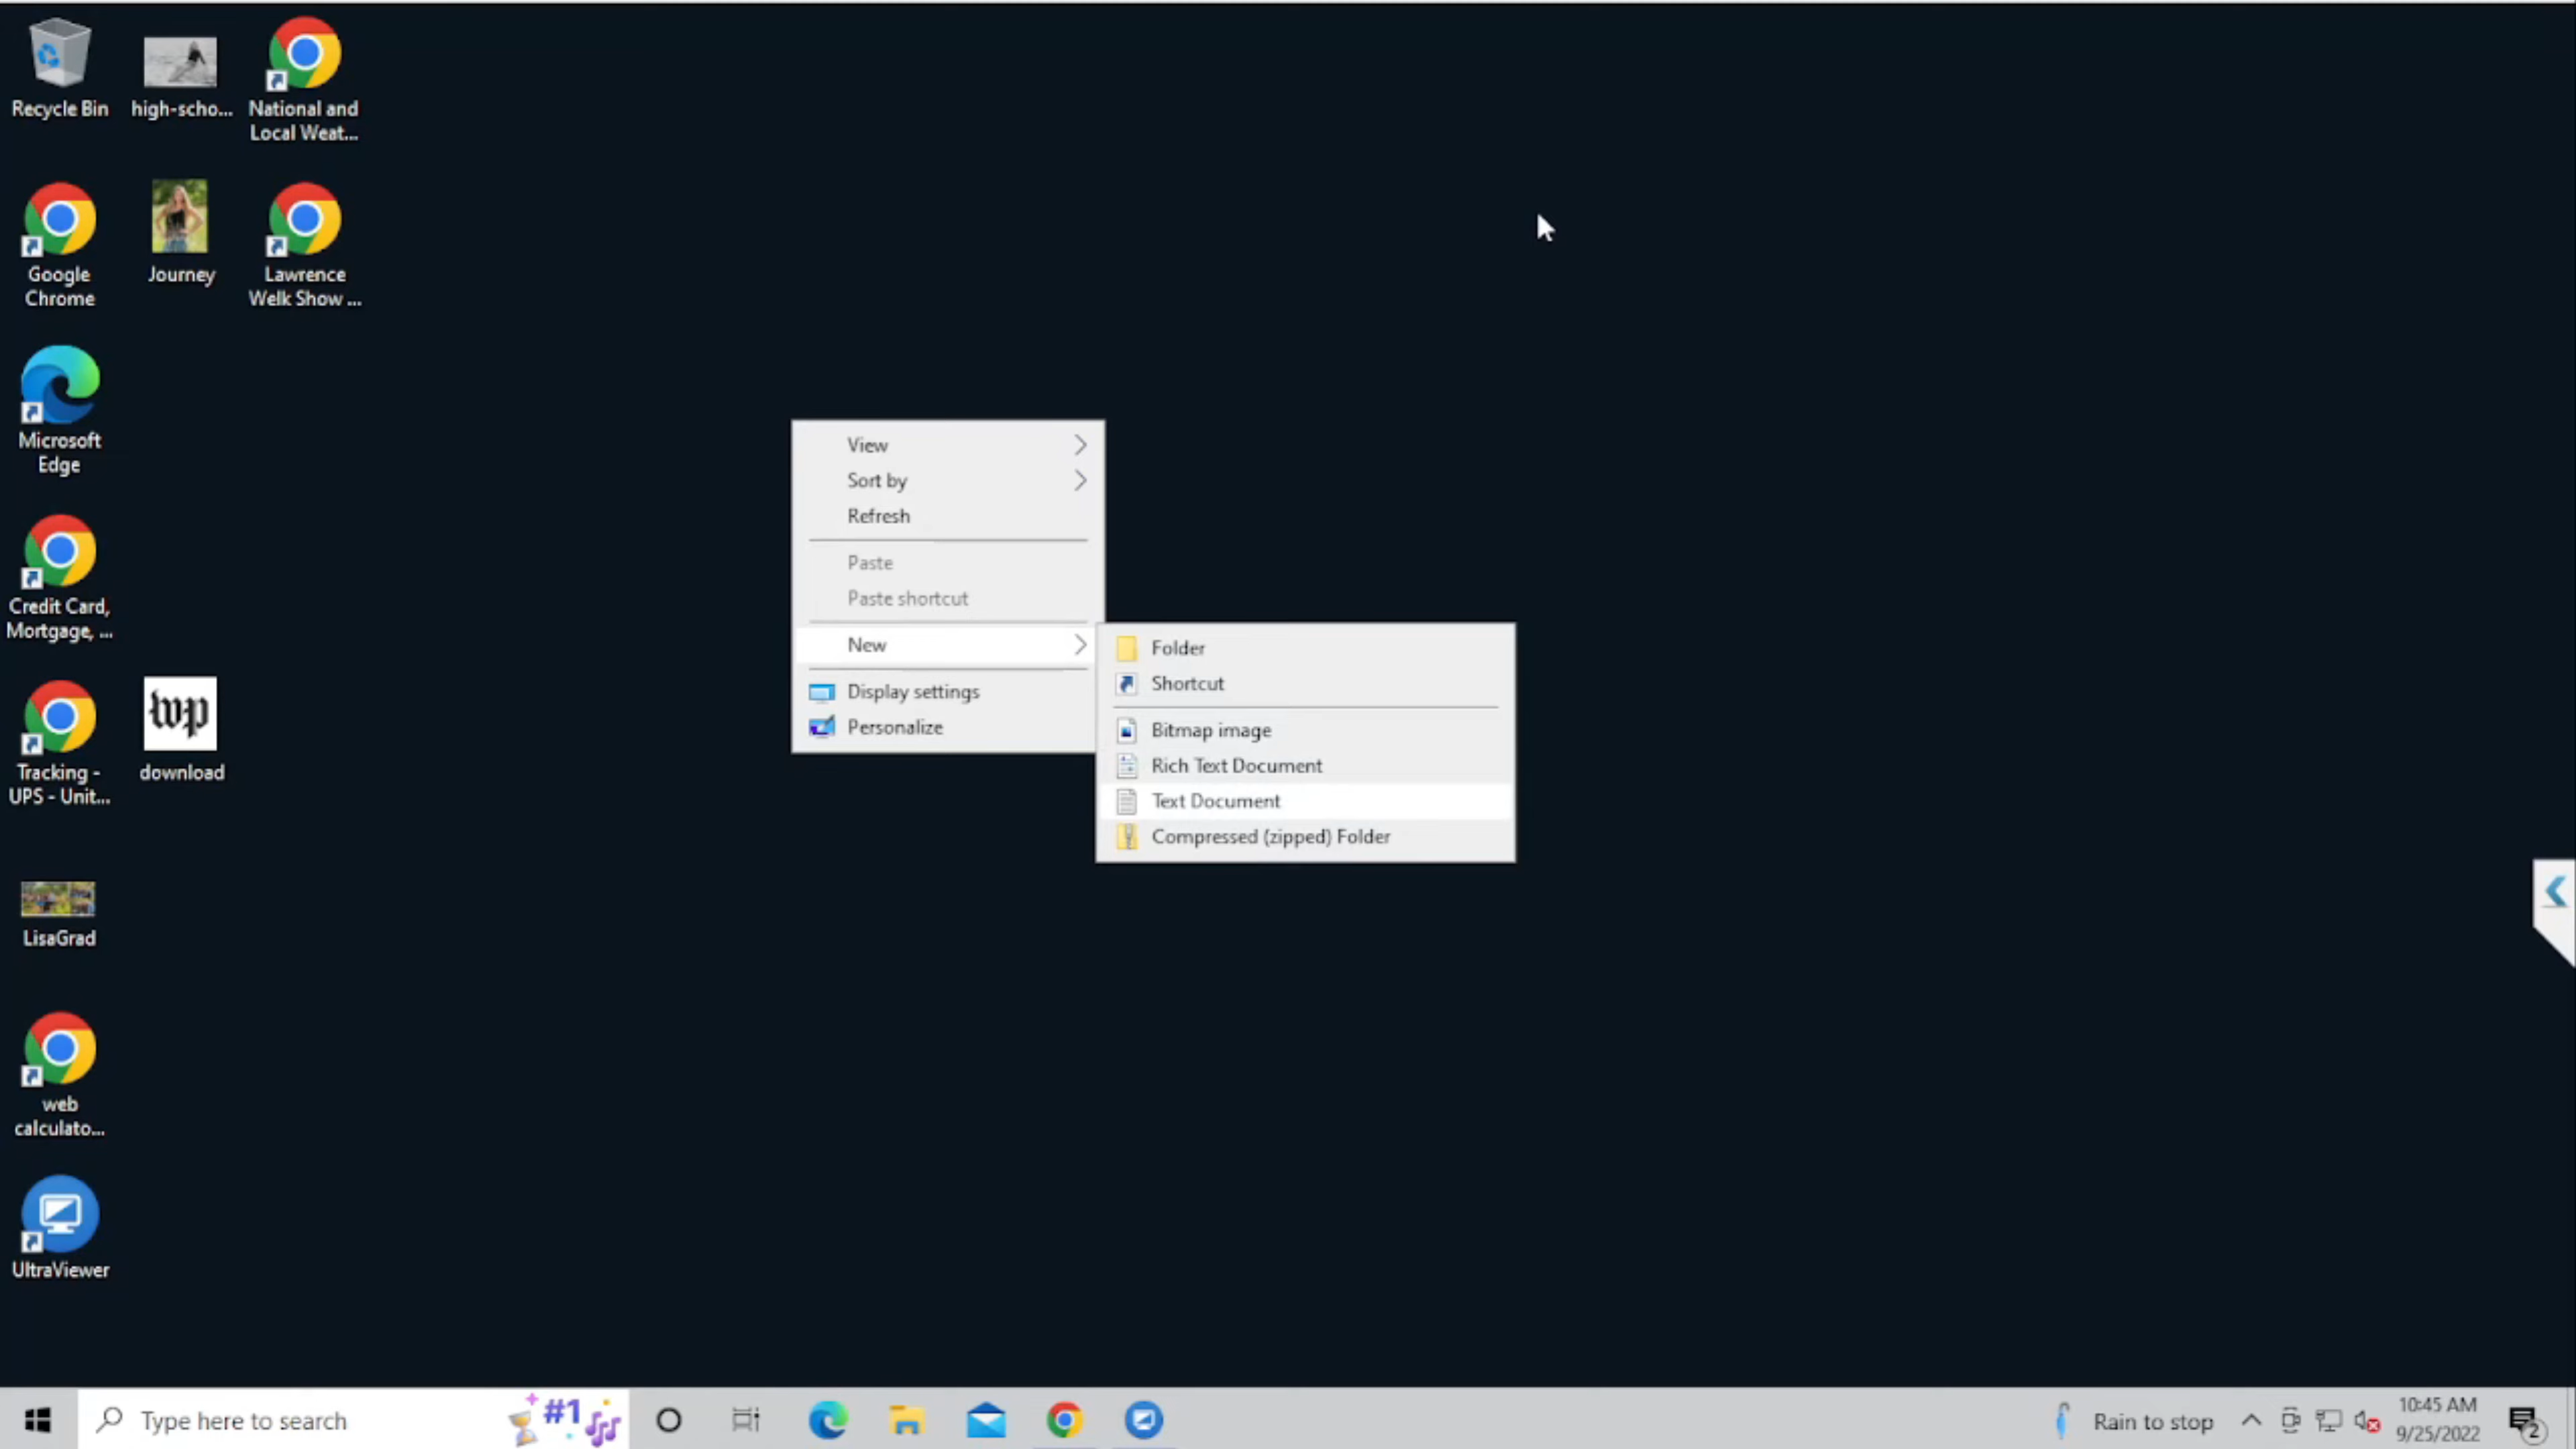 Recycle Bin
high-scho...
National and
Local Weat...
Google
Chrome
Journey
Lawrence
Welk Show ...
Microsoft
Edge
Credit Card,
Mortgage, ...
Tracking -
UPS - Unit...
wp
download
LisaGrad
web
calculato...
UltraViewer
View
Sort by
Refresh
Paste
Paste shortcut
New
Display settings
Personalize
Folder
Shortcut
Bitmap image
Rich Text Document
Text Document
Compressed (zipped) Folder
Type here to search
#1
Rain to stop
10:45 AM
9/25/2022
2